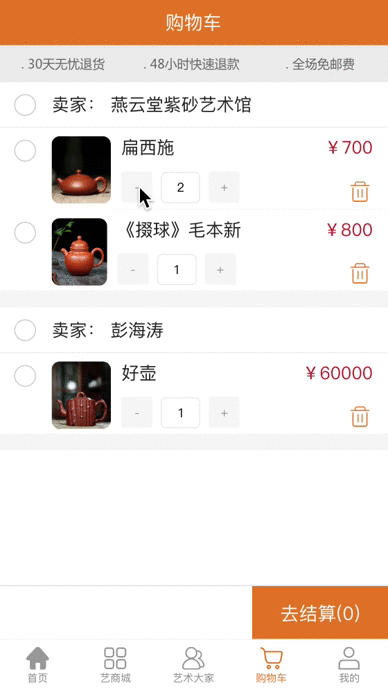 购物车
. 30天无忧退货 . 48小时快速退款 . 全场免邮费
卖家： 燕云堂紫砂艺术馆
扁西施 ￥700
- 2 +
《掇球》毛本新 ￥800
- 1 +
卖家： 彭海涛
好壶 ￥60000
- 1 +
去结算(0)
首页 艺商城 艺术大家 购物车 我的